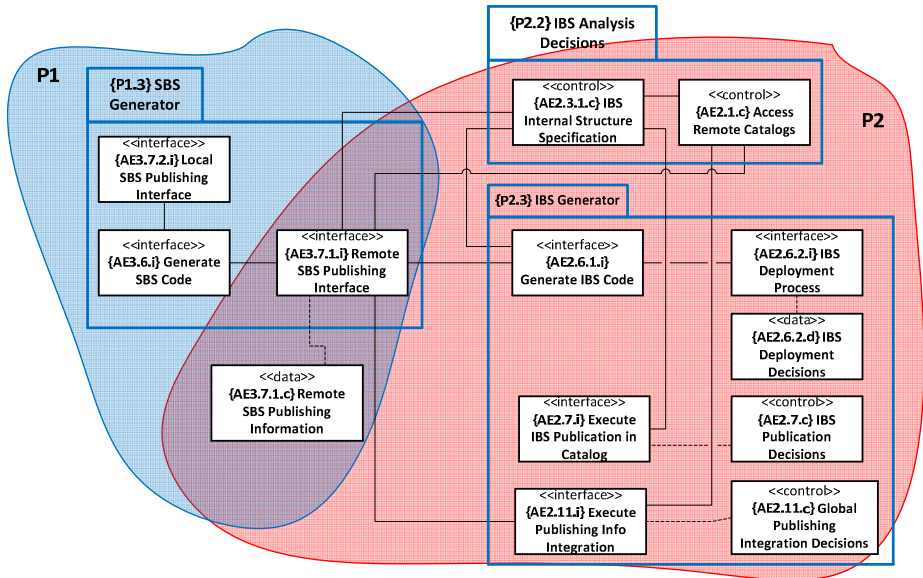 P1
{P1.3} SBS
Generator
<<interface>>
{AE3.7.2.i} Local
SBS Publishing
Interface
<<interface>>
{AE3.6.i} Generate
SBS Code
<<interface>>
{AE3.7.1.i} Remote
SBS Publishing
Interface
<<data>>
{AE3.7.1.c} Remote
SBS Publishing
Information
{P2.2} IBS Analysis
Decisions
P2
<<control>>
{AE2.3.1.c} IBS
Internal Structure
Specification
<<control>>
{AE2.1.c} Access
Remote Catalogs
{P2.3} IBS Generator
<<interface>>
{AE2.6.1.i}
Generate IBS Code
<<interface>>
{AE2.6.2.i} IBS
Deployment
Process
<<data>>
{AE2.6.2.d} IBS
Deployment
Decisions
<<interface>>
{AE2.7.i} Execute
IBS Publication in
Catalog
<<control>>
{AE2.7.c} IBS
Publication
Decisions
<<interface>>
{AE2.11.i} Execute
Publishing Info
Integration
<<control>>
{AE2.11.c} Global
Publishing
Integration Decisions